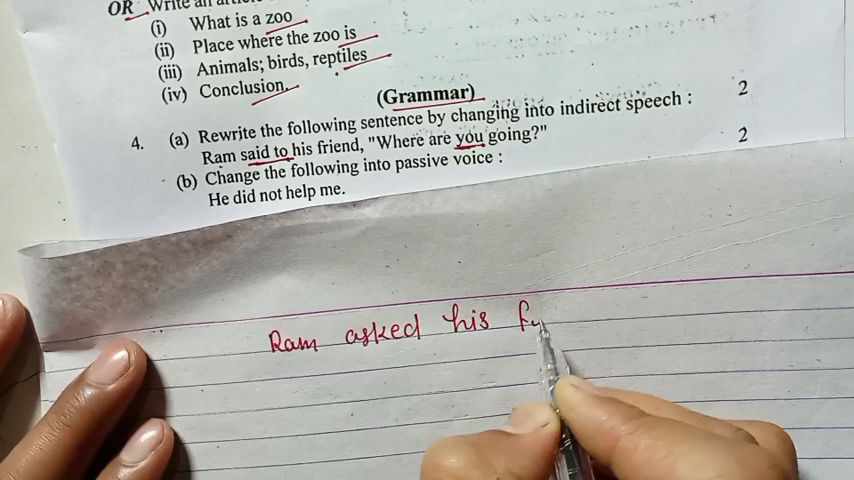 OR Write an
(i) What is a zoo
(ii) Place where the zoo is
(iii) Animals; birds, reptiles
(iv) Conclusion.
(Grammar)
4. (a) Rewrite the following sentence by changing into indirect speech : 2
Ram said to his friend, "Where are you going?"
(b) Change the following into passive voice : 2
He did not help me.
Ram asked his fr